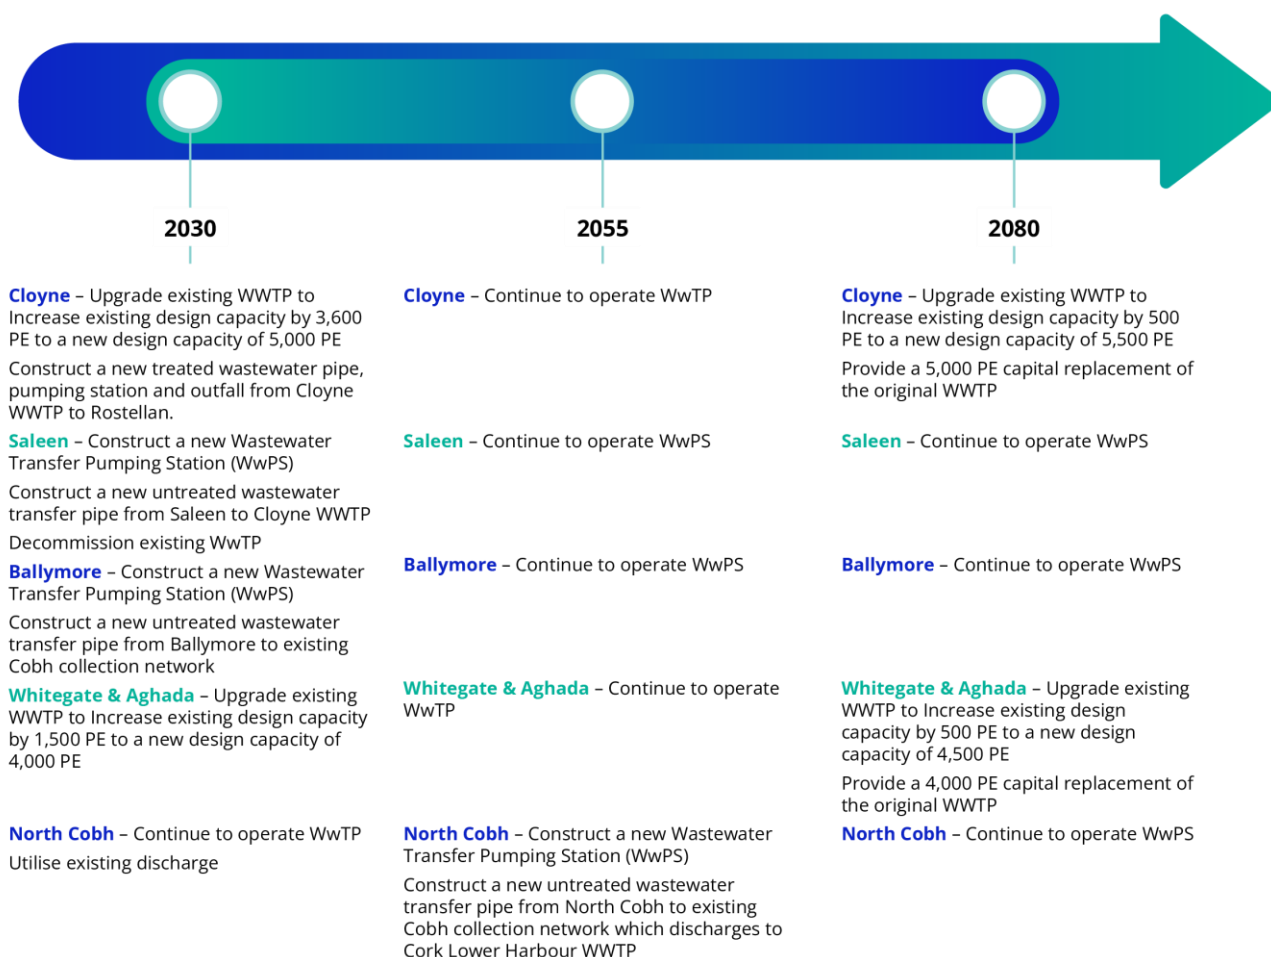 2030
2055
2080
Cloyne – Upgrade existing WWTP to
Increase existing design capacity by 3,600
PE to a new design capacity of 5,000 PE
Construct a new treated wastewater pipe,
pumping station and outfall from Cloyne
WWTP to Rostellan.
Saleen – Construct a new Wastewater
Transfer Pumping Station (WwPS)
Construct a new untreated wastewater
transfer pipe from Saleen to Cloyne WWTP
Decommission existing WwTP
Ballymore – Construct a new Wastewater
Transfer Pumping Station (WwPS)
Construct a new untreated wastewater
transfer pipe from Ballymore to existing
Cobh collection network
Whitegate & Aghada – Upgrade existing
WWTP to Increase existing design capacity
by 1,500 PE to a new design capacity of
4,000 PE
North Cobh – Continue to operate WwTP
Utilise existing discharge
Cloyne – Continue to operate WwTP
Saleen – Continue to operate WwPS
Ballymore – Continue to operate WwPS
Whitegate & Aghada – Continue to operate
WwTP
North Cobh – Construct a new Wastewater
Transfer Pumping Station (WwPS)
Construct a new untreated wastewater
transfer pipe from North Cobh to existing
Cobh collection network which discharges to
Cork Lower Harbour WWTP
Cloyne – Upgrade existing WWTP to
Increase existing design capacity by 500
PE to a new design capacity of 5,500 PE
Provide a 5,000 PE capital replacement of
the original WWTP
Saleen – Continue to operate WwPS
Ballymore – Continue to operate WwPS
Whitegate & Aghada – Upgrade existing
WWTP to Increase existing design
capacity by 500 PE to a new design
capacity of 4,500 PE
Provide a 4,000 PE capital replacement of
the original WWTP
North Cobh – Continue to operate WwPS